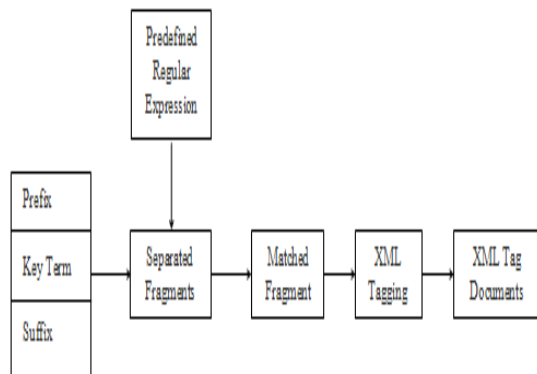 Predefined
Regular
Expression
Prefix
Key Term
Suffix
Separated
Fragments
Matched
Fragment
XML
Tagging
XML Tag
Documents